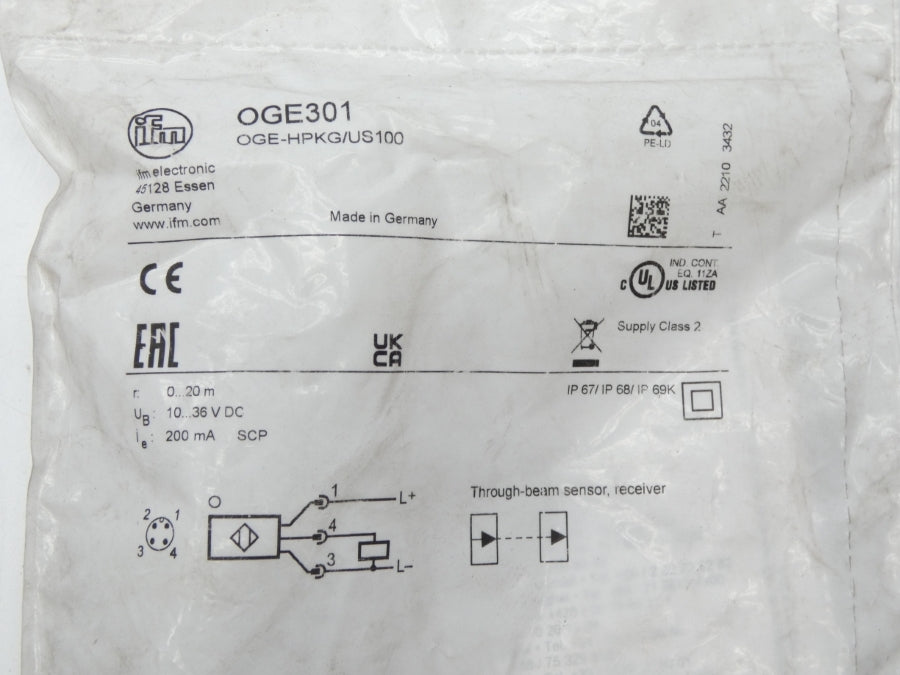 ifm
OGE301
OGE-HPKG/US100
ifm electronic
45128 Essen
Germany
www.ifm.com
Made in Germany
04
PE-LD
T AA 2210 3432
CE
C UL US LISTED
IND. CONT.
EQ. 11ZA
EAC
UK
CA
Supply Class 2
r: 0...20 m
UB: 10...36 V DC
Ie: 200 mA SCP
IP 67/ IP 68/ IP 69K
2 1
3 4
1 L+
4
3 L–
Through-beam sensor, receiver